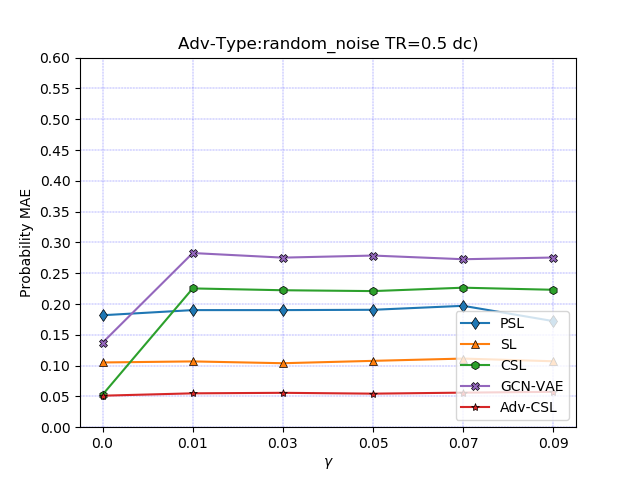 Adv-Type:random_noise TR=0.5 dc)
0.60
0.55
0.50
0.45
0.40
0.35
0.30
0.25
0.20
0.15
0.10
0.05
0.00
Probability MAE
PSL
SL
CSL
GCN-VAE
Adv-CSL
0.0 0.01 0.03 0.05 0.07 0.09
γ